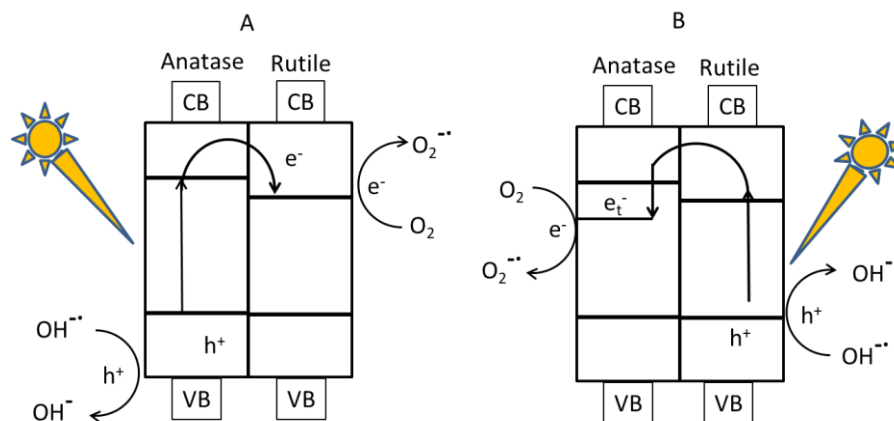 A
Anatase
Rutile
CB
CB
e⁻
O₂⁻•
e⁻
O₂
OH⁻•
h⁺
OH⁻
h⁺
VB
VB
B
Anatase
Rutile
CB
CB
O₂
eₜ⁻
e⁻
O₂⁻•
OH⁻
h⁺
h⁺
OH⁻•
VB
VB